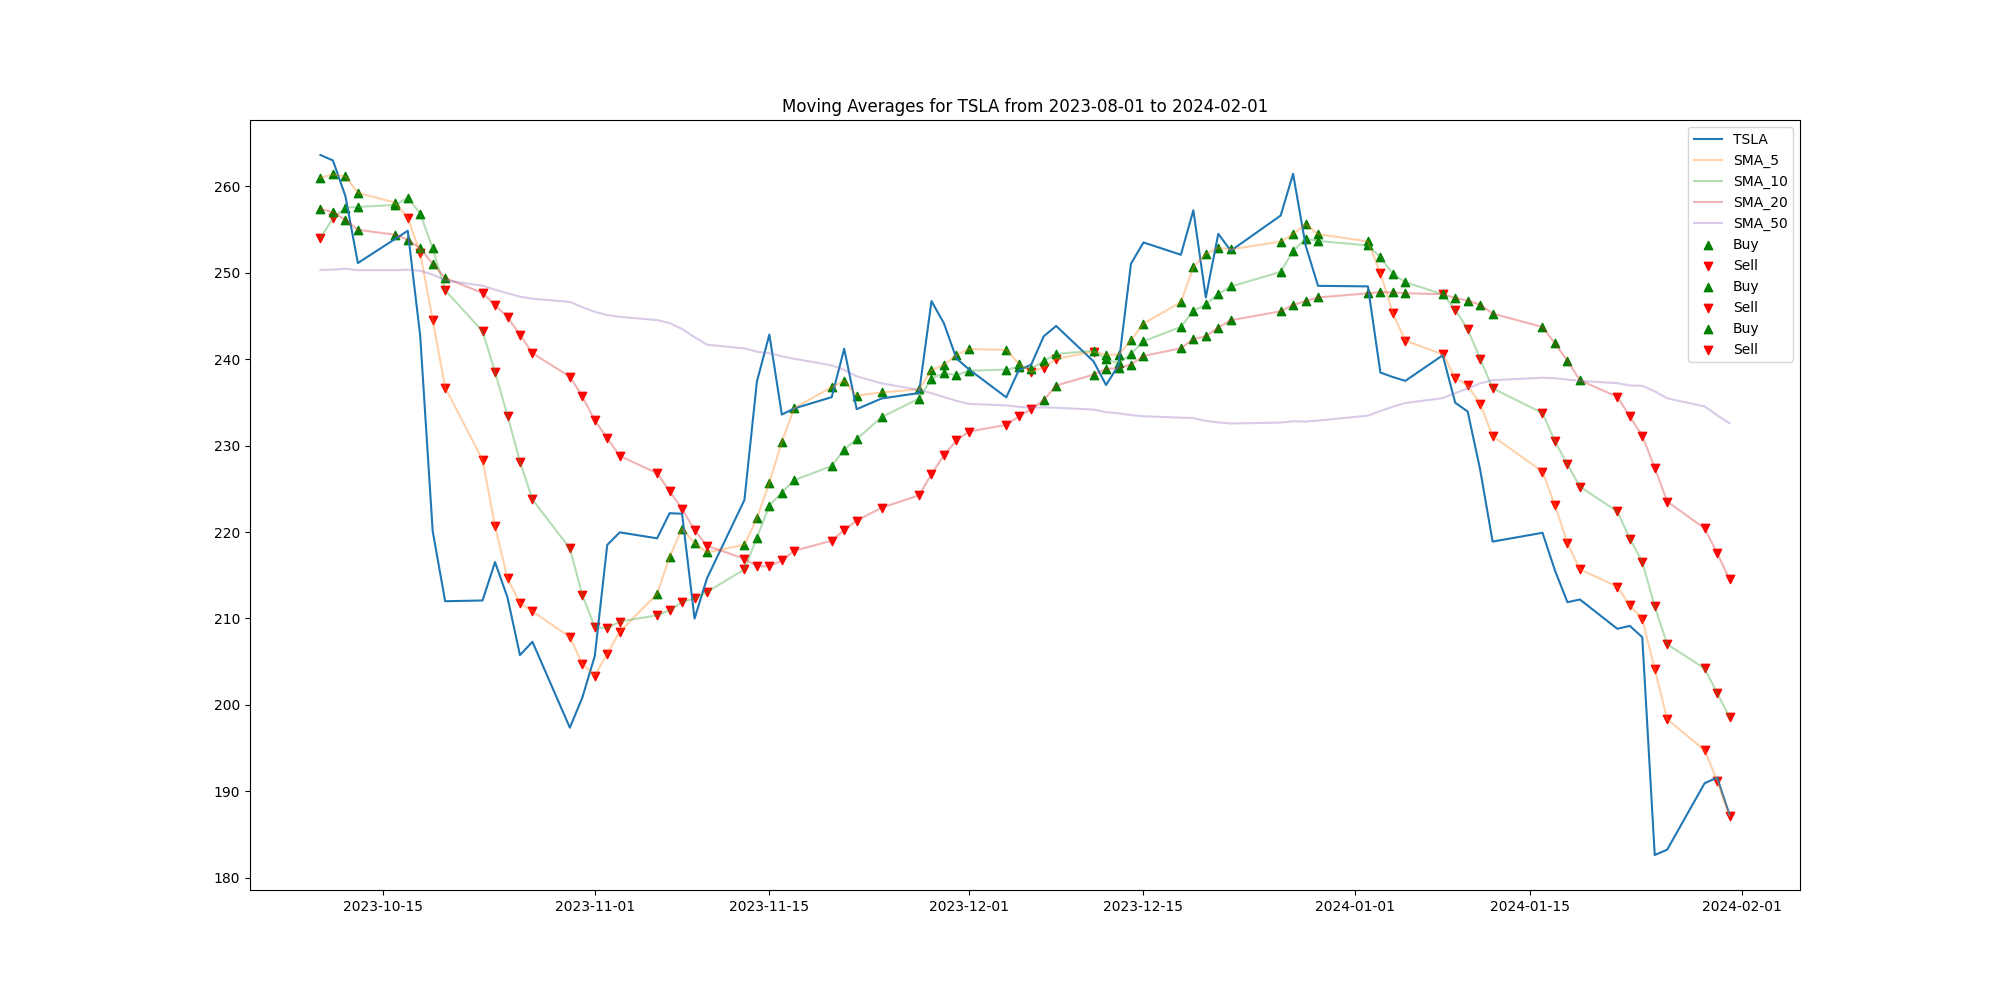 Moving Averages for TSLA from 2023-08-01 to 2024-02-01
TSLA
SMA_5
SMA_10
SMA_20
SMA_50
Buy
Sell
Buy
Sell
Buy
Sell
260
250
240
230
220
210
200
190
180
2023-10-15
2023-11-01
2023-11-15
2023-12-01
2023-12-15
2024-01-01
2024-01-15
2024-02-01